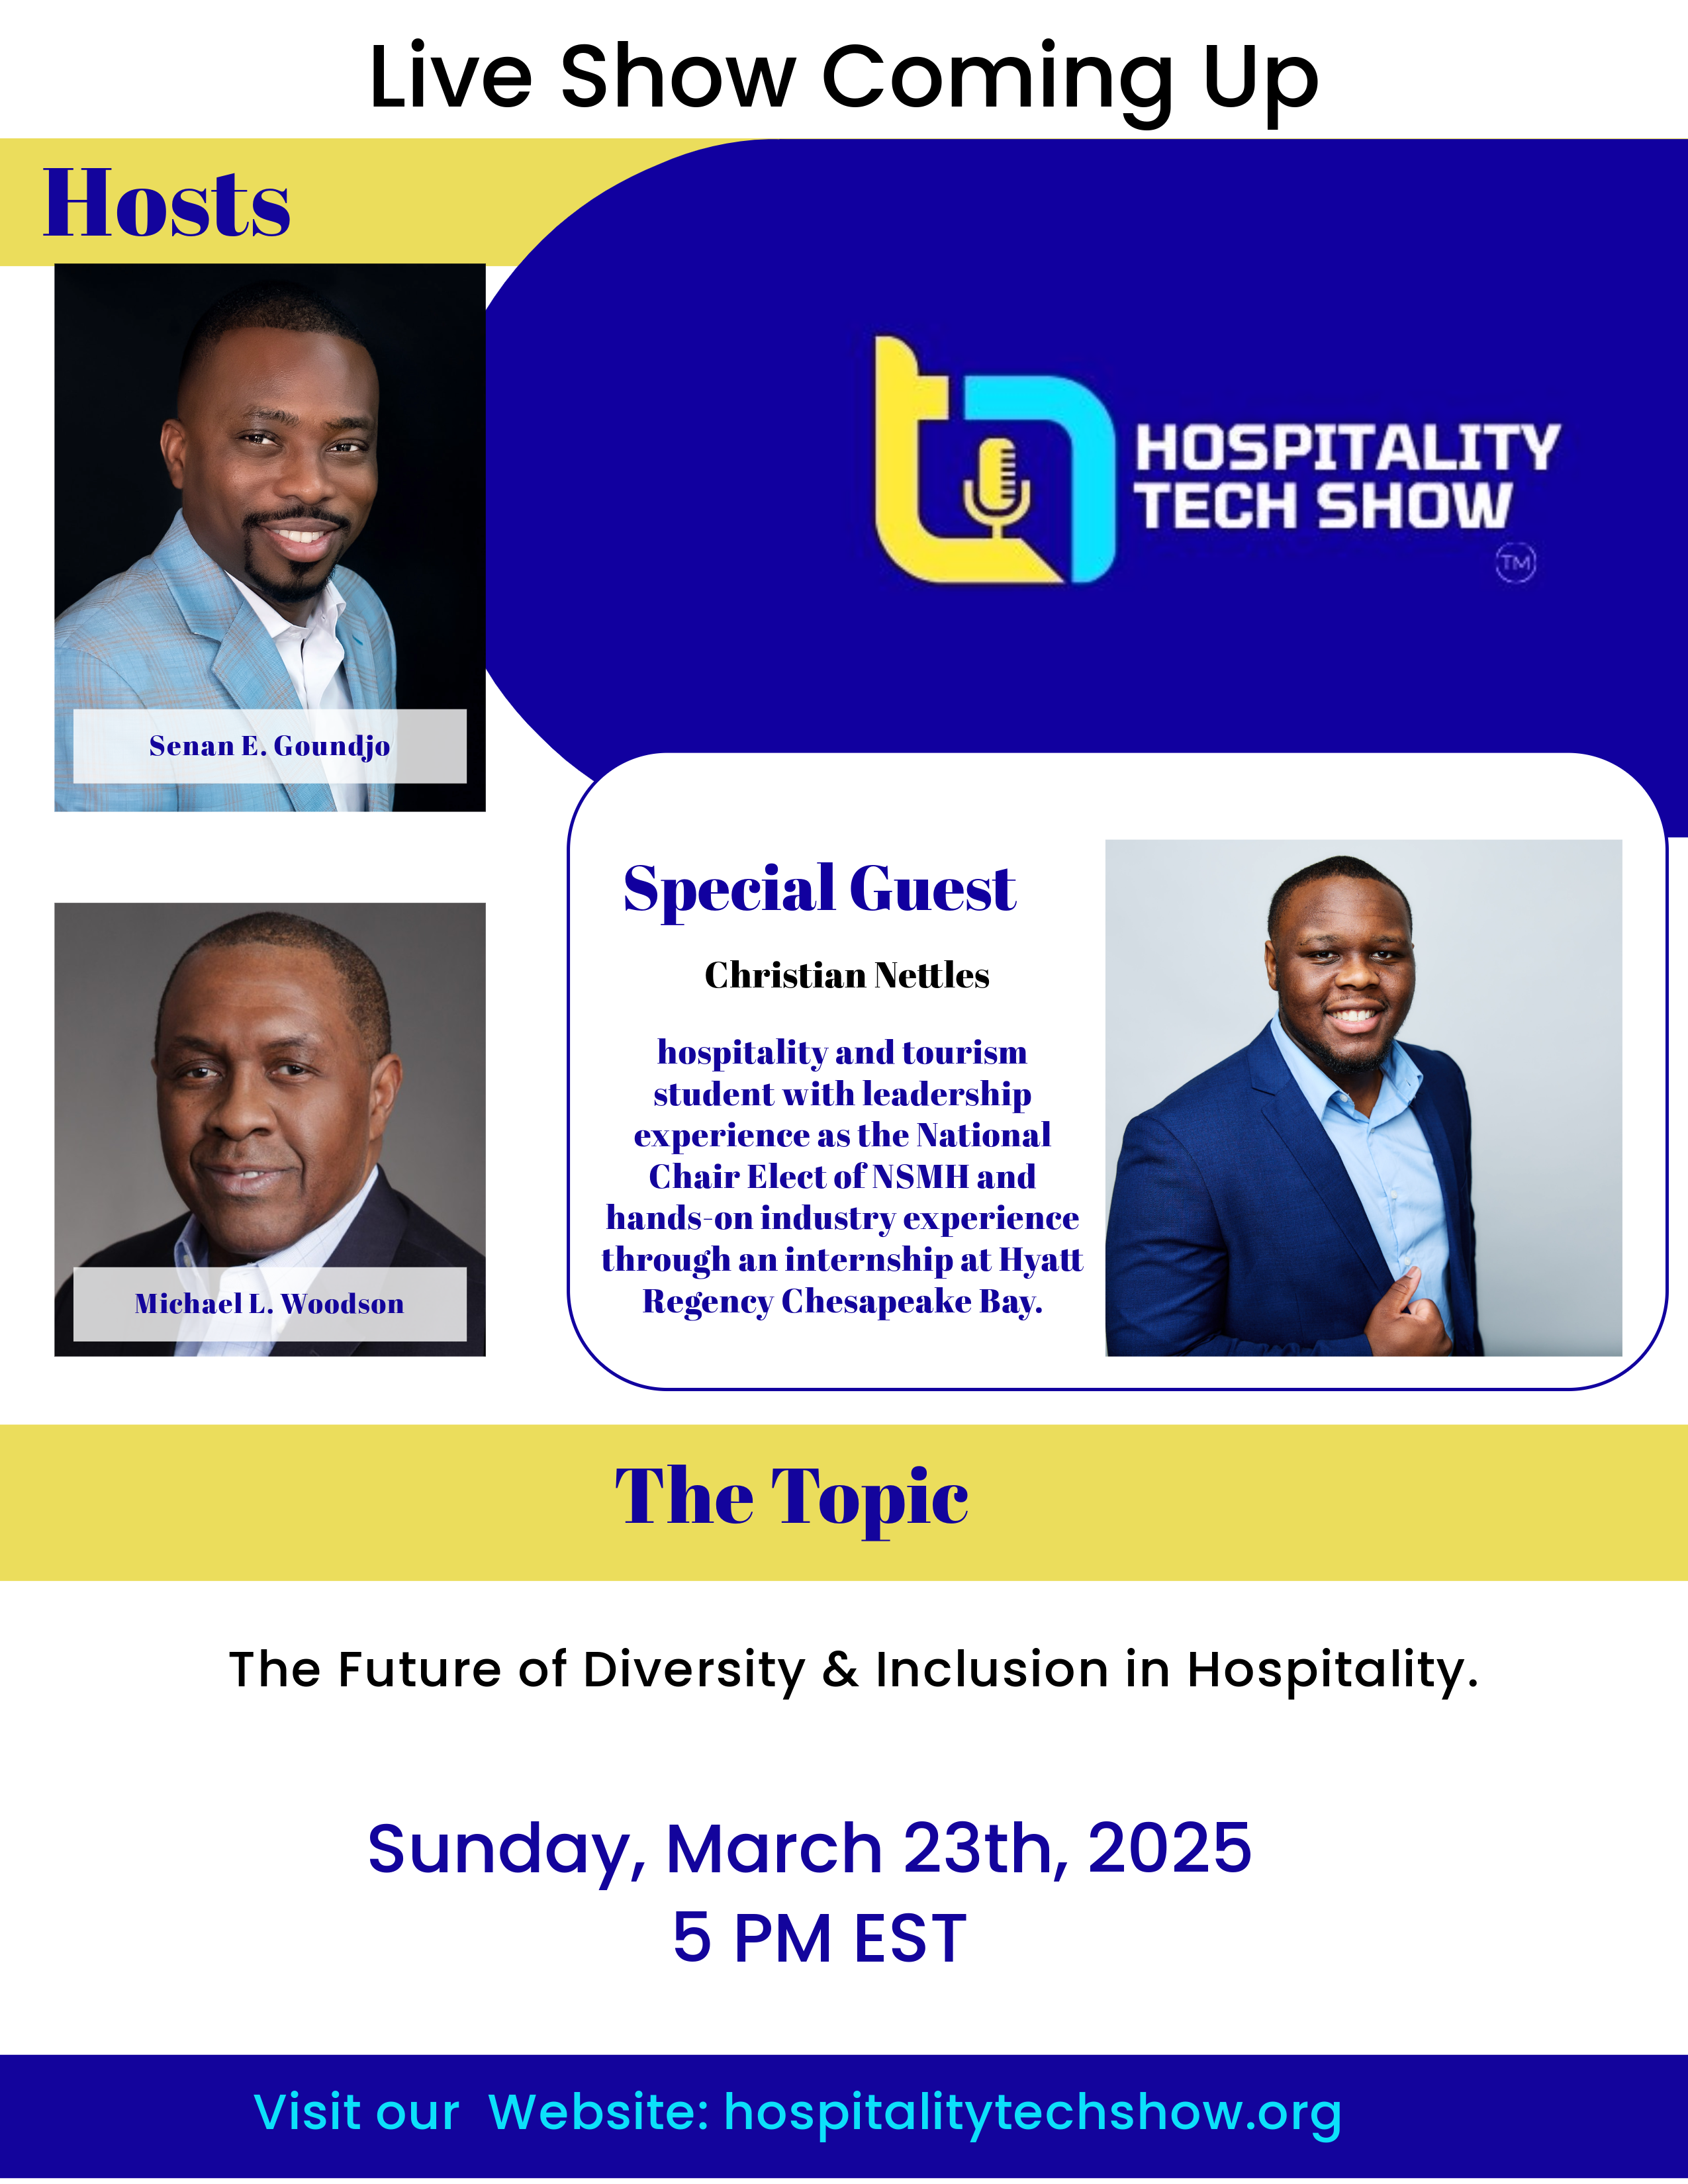 Live Show Coming Up
Hosts
HOSPITALITY
TECH SHOW
TM
Senan E. Goundjo
Michael L. Woodson
Special Guest
Christian Nettles
hospitality and tourism
student with leadership
experience as the National
Chair Elect of NSMH and
hands-on industry experience
through an internship at Hyatt
Regency Chesapeake Bay.
The Topic
The Future of Diversity & Inclusion in Hospitality.
Sunday, March 23th, 2025
5 PM EST
Visit our  Website: hospitalitytechshow.org